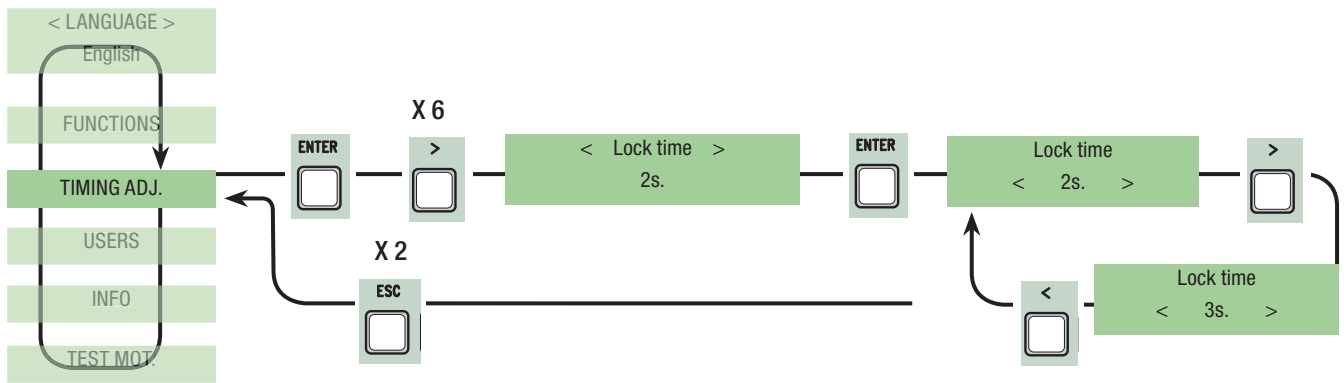 < LANGUAGE >
English
FUNCTIONS
TIMING ADJ.
USERS
INFO
TEST MOT.
ENTER
X 6
>
< Lock time >
2s.
ENTER
Lock time
< 2s. >
>
X 2
ESC
<
Lock time
< 3s. >